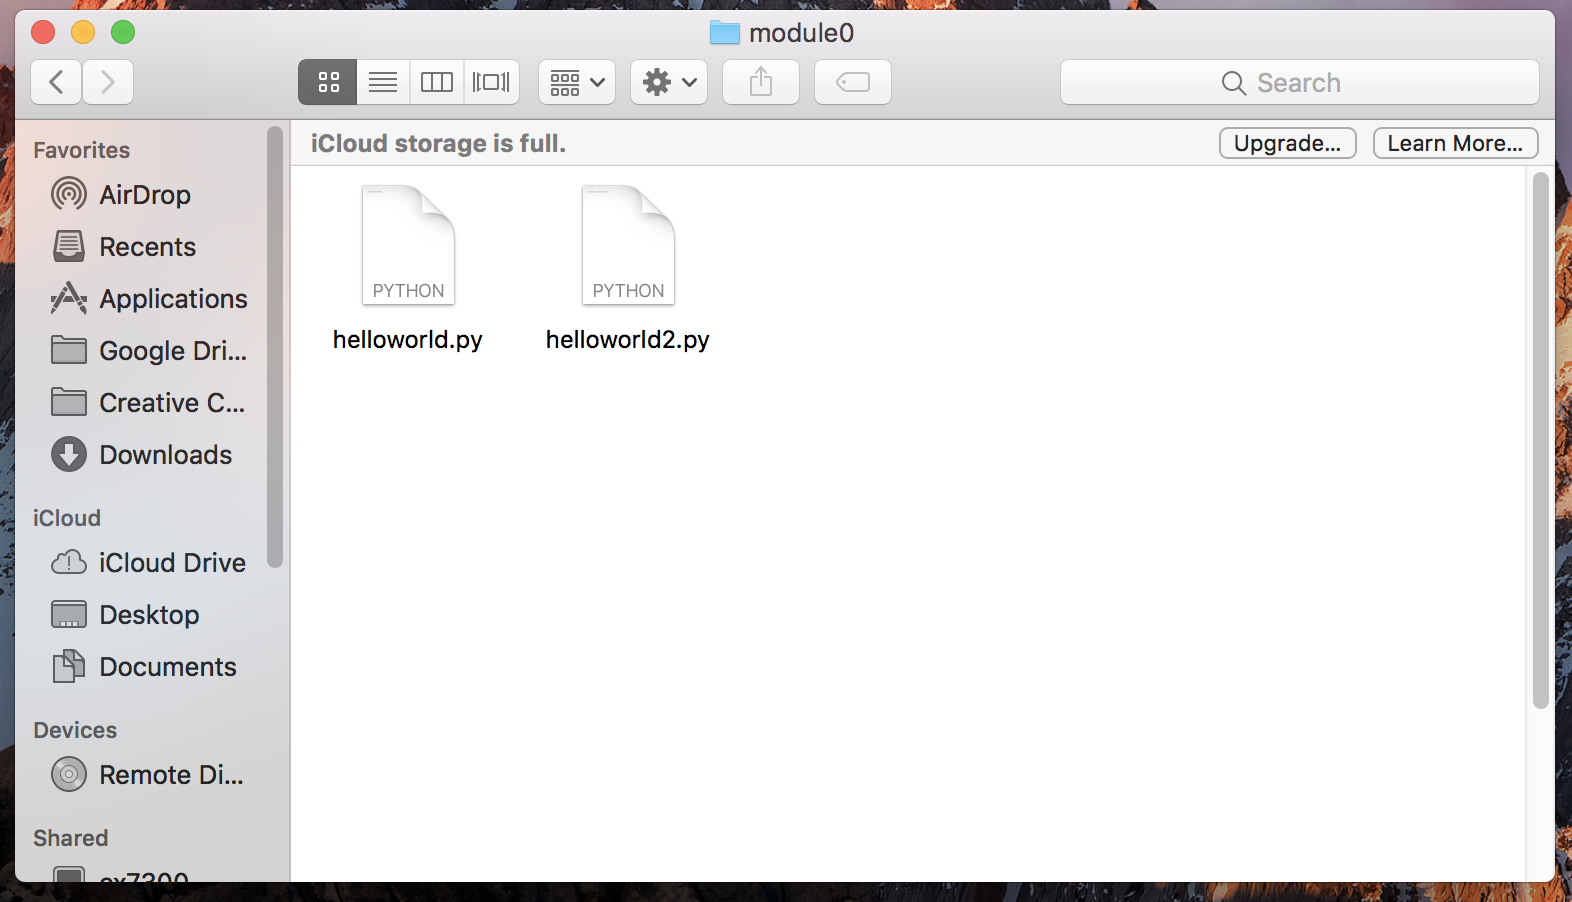 module0
Search
Favorites
AirDrop
Recents
Applications
Google Dri...
Creative C...
Downloads
iCloud
iCloud Drive
Desktop
Documents
Devices
Remote Di...
Shared
iCloud storage is full.
Upgrade...
Learn More...
PYTHON
helloworld.py
PYTHON
helloworld2.py